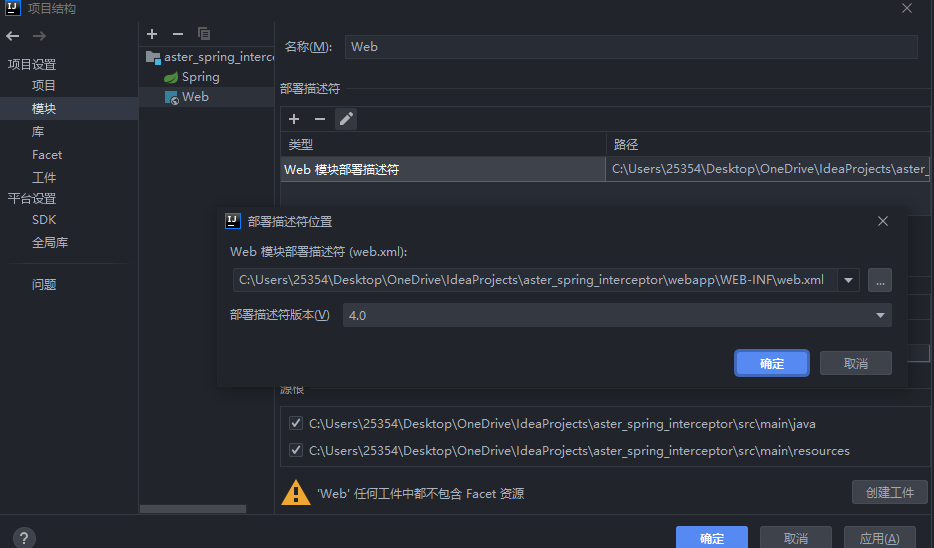 项目结构
项目设置
项目
模块
库
Facet
工件
平台设置
SDK
全局库
问题
aster_spring_interc
Spring
Web
名称(M):
Web
部署描述符
类型
路径
Web 模块部署描述符
C:\Users\25354\Desktop\OneDrive\IdeaProjects\aster_
部署描述符位置
Web 模块部署描述符 (web.xml):
C:\Users\25354\Desktop\OneDrive\IdeaProjects\aster_spring_interceptor\webapp\WEB-INF\web.xml
...
部署描述符版本(V)
4.0
确定
取消
源根
C:\Users\25354\Desktop\OneDrive\IdeaProjects\aster_spring_interceptor\src\main\java
C:\Users\25354\Desktop\OneDrive\IdeaProjects\aster_spring_interceptor\src\main\resources
'Web' 任何工件中都不包含 Facet 资源
创建工件
?
确定
取消
应用(A)